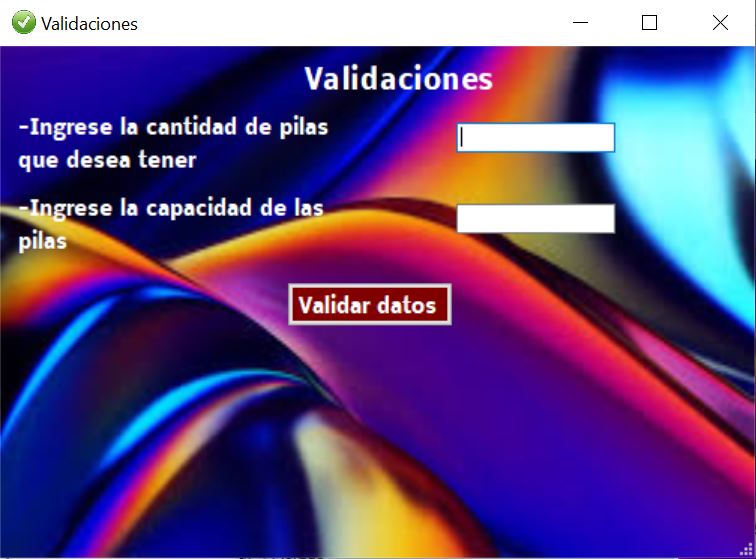 Validaciones
Validaciones
-Ingrese la cantidad de pilas
que desea tener
-Ingrese la capacidad de las
pilas
Validar datos